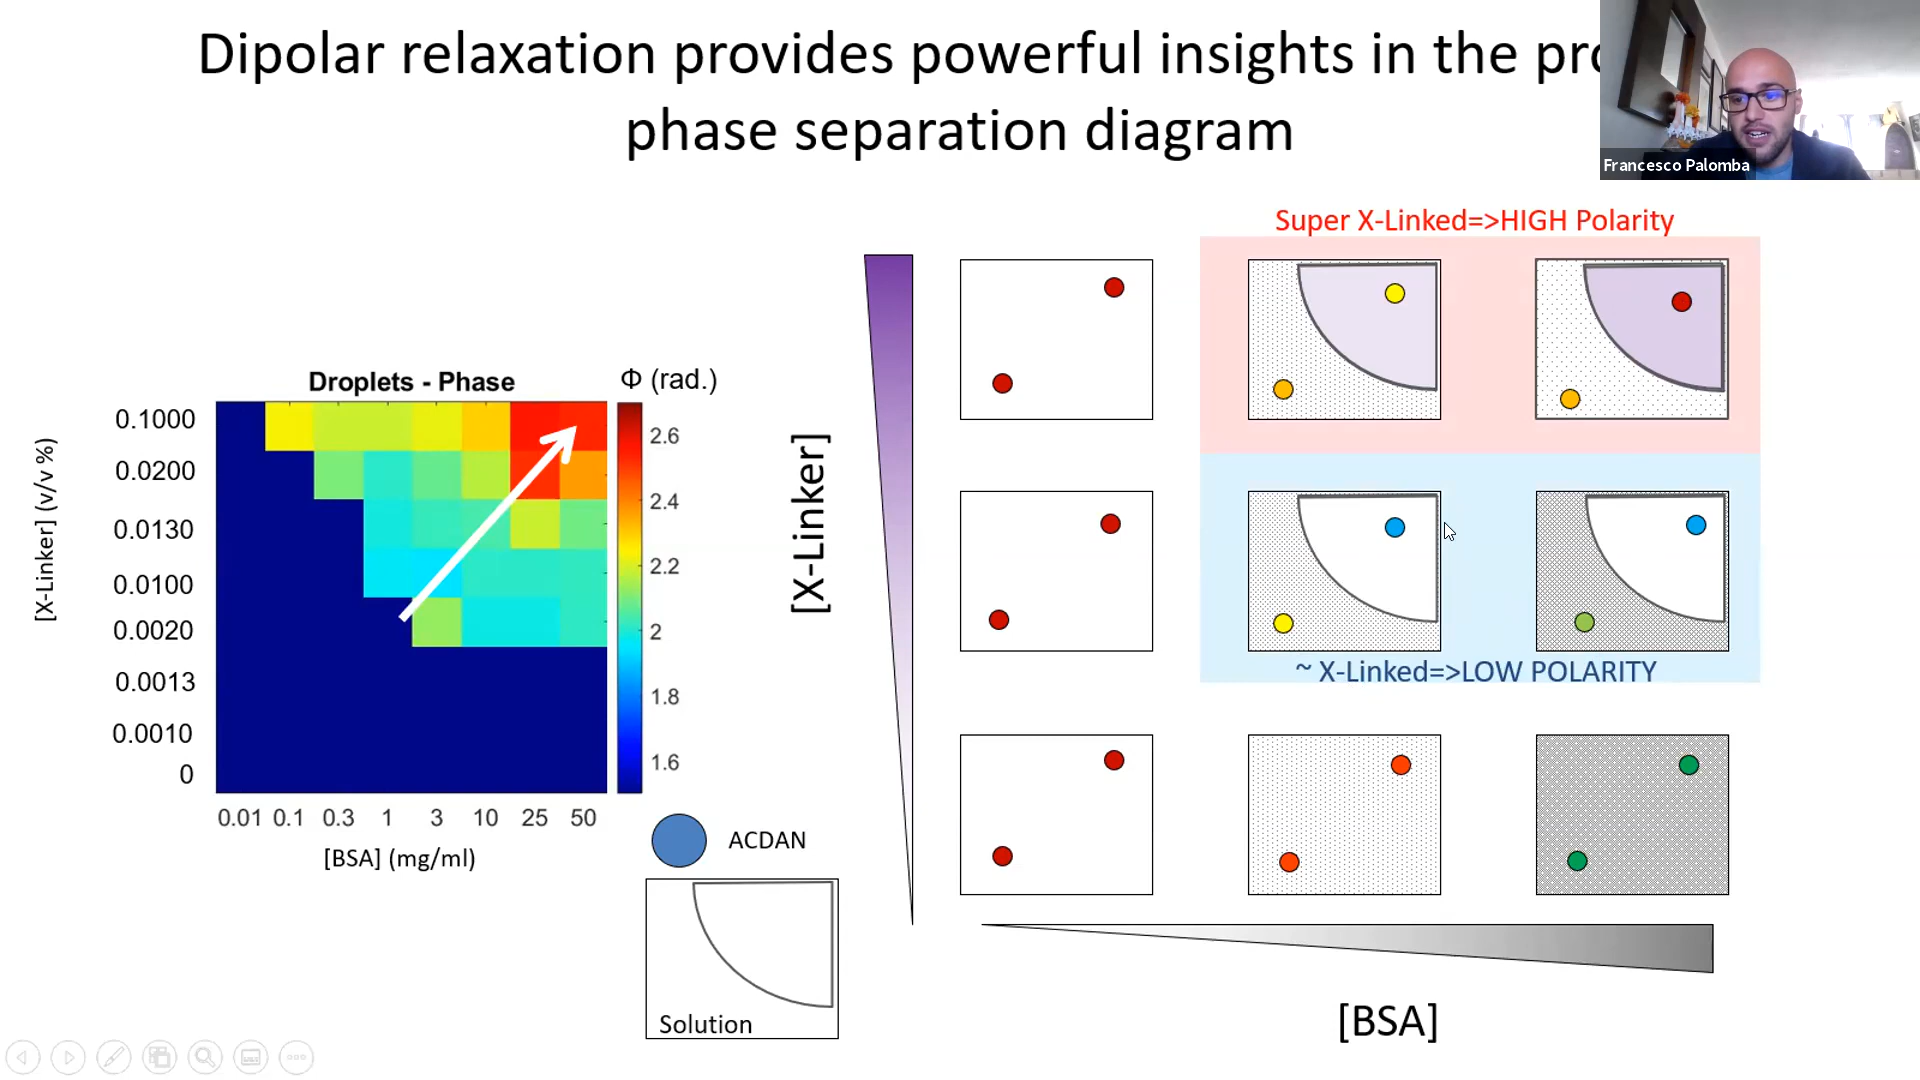 Dipolar relaxation provides powerful insights in the
phase separation diagram
Francesco Palomba
Super X-Linked=>HIGH Polarity
Droplets - Phase
Φ (rad.)
[X-Linker] (v/v %)
0.1000
0.0200
0.0130
0.0100
0.0020
0.0013
0.0010
0
0.01 0.1 0.3 1 3 10 25 50
[BSA] (mg/ml)
2.6
2.4
2.2
2
1.8
1.6
[X-Linker]
~ X-Linked=>LOW POLARITY
ACDAN
Solution
[BSA]